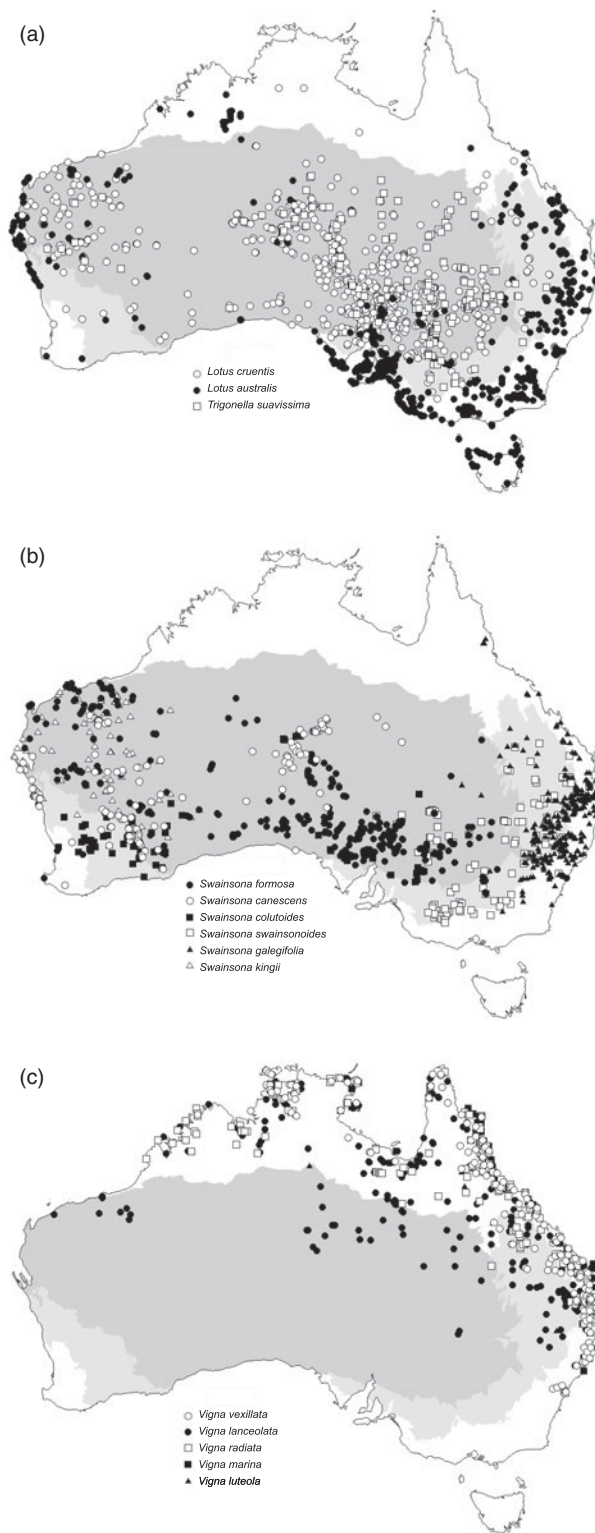 (a)
Lotus cruentis
Lotus australis
Trigonella suavissima
(b)
Swainsona formosa
Swainsona canescens
Swainsona colutoides
Swainsona swainsonoides
Swainsona galegifolia
Swainsona kingii
(c)
Vigna vexillata
Vigna lanceolata
Vigna radiata
Vigna marina
Vigna luteola